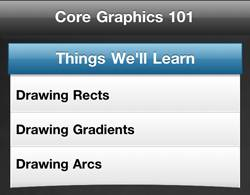 Core Graphics 101
Things We'll Learn
Drawing Rects
Drawing Gradients
Drawing Arcs